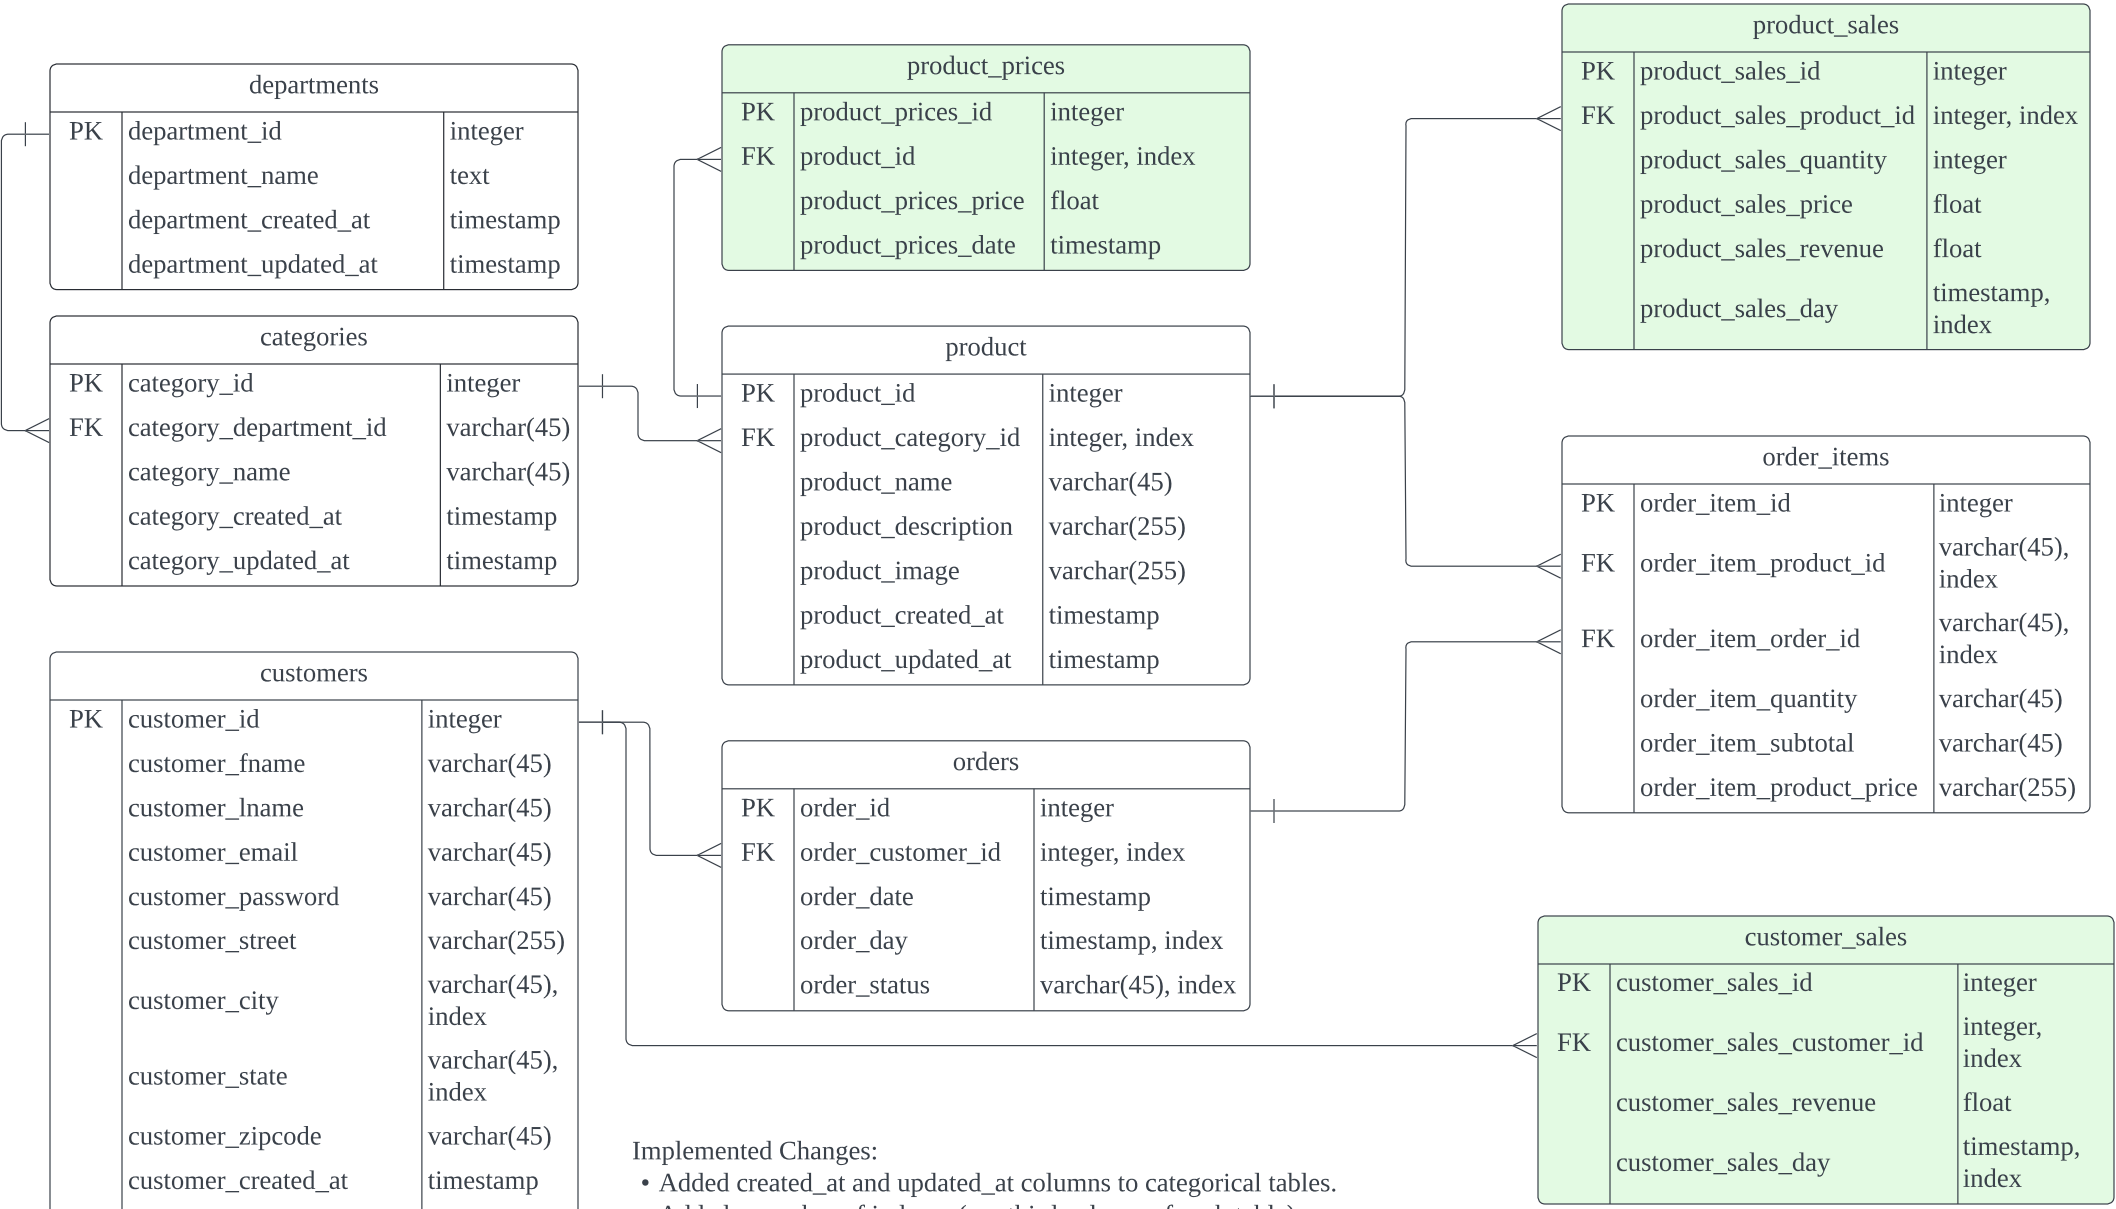 departments
PK department_id integer
department_name text
department_created_at timestamp
department_updated_at timestamp
categories
PK category_id integer
FK category_department_id varchar(45)
category_name varchar(45)
category_created_at timestamp
category_updated_at timestamp
customers
PK customer_id integer
customer_fname varchar(45)
customer_lname varchar(45)
customer_email varchar(45)
customer_password varchar(45)
customer_street varchar(255)
customer_city varchar(45),
index
customer_state varchar(45),
index
customer_zipcode varchar(45)
customer_created_at timestamp
product_prices
PK product_prices_id integer
FK product_id integer, index
product_prices_price float
product_prices_date timestamp
product
PK product_id integer
FK product_category_id integer, index
product_name varchar(45)
product_description varchar(255)
product_image varchar(255)
product_created_at timestamp
product_updated_at timestamp
orders
PK order_id integer
FK order_customer_id integer, index
order_date timestamp
order_day timestamp, index
order_status varchar(45), index
product_sales
PK product_sales_id integer
FK product_sales_product_id integer, index
product_sales_quantity integer
product_sales_price float
product_sales_revenue float
product_sales_day timestamp,
index
order_items
PK order_item_id integer
FK order_item_product_id varchar(45),
index
FK order_item_order_id varchar(45),
index
order_item_quantity varchar(45)
order_item_subtotal varchar(45)
order_item_product_price varchar(255)
customer_sales
PK customer_sales_id integer
FK customer_sales_customer_id integer,
index
customer_sales_revenue float
customer_sales_day timestamp,
index
Implemented Changes:
• Added created_at and updated_at columns to categorical tables.